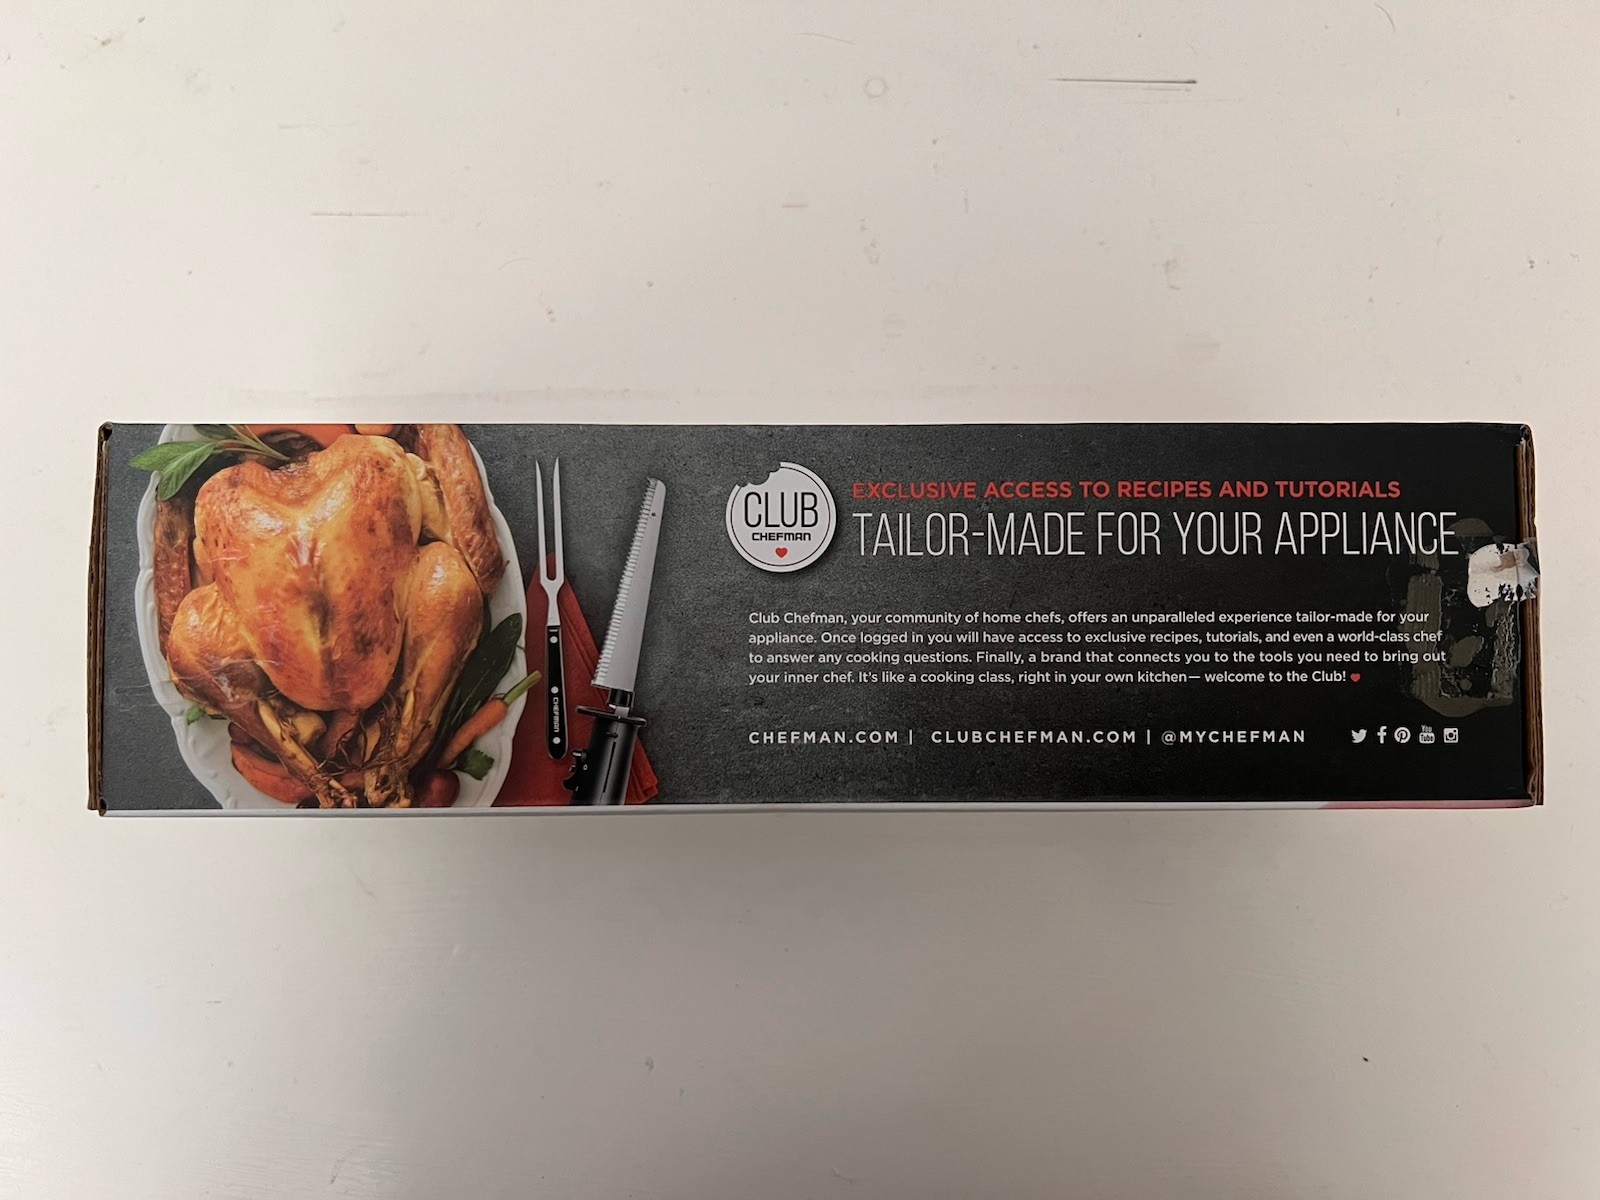 CLUB
CHEFMAN
EXCLUSIVE ACCESS TO RECIPES AND TUTORIALS
TAILOR-MADE FOR YOUR APPLIANCE
Club Chefman, your community of home chefs, offers an unparalleled experience tailor-made for your
appliance. Once logged in you will have access to exclusive recipes, tutorials, and even a world-class chef
to answer any cooking questions. Finally, a brand that connects you to the tools you need to bring out
your inner chef. It's like a cooking class, right in your own kitchen— welcome to the Club!
CHEFMAN
CHEFMAN.COM | CLUBCHEFMAN.COM | @MYCHEFMAN
You
Tube